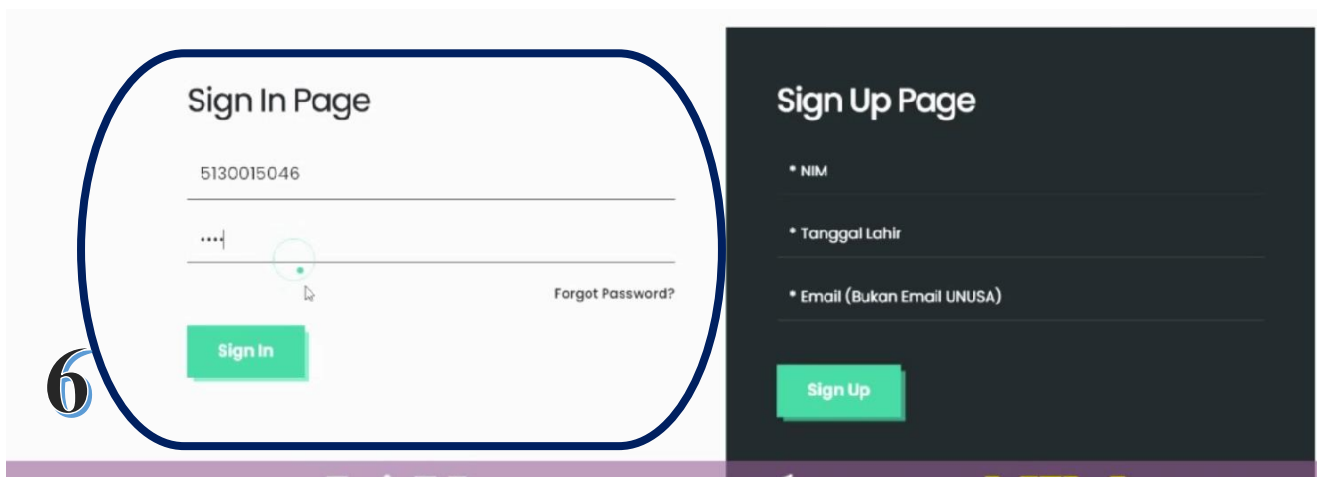 Sign In Page
5130015046
····
Forgot Password?
Sign In
6
Sign Up Page
* NIM
* Tanggal Lahir
* Email (Bukan Email UNUSA)
Sign Up